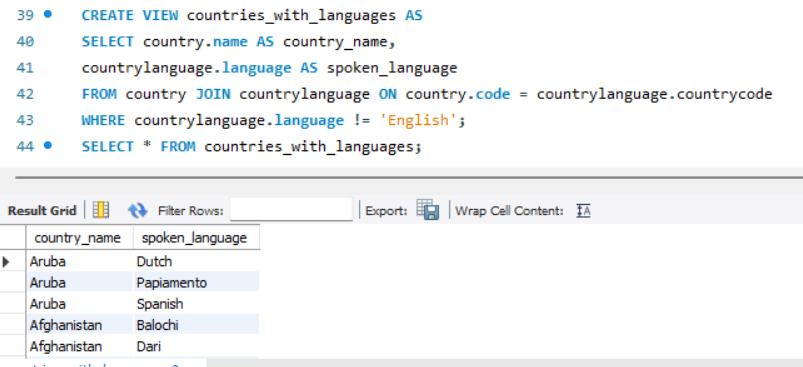 39 CREATE VIEW countries_with_languages AS
40 SELECT country.name AS country_name,
41 countrylanguage.language AS spoken_language
42 FROM country JOIN countrylanguage ON country.code = countrylanguage.countrycode
43 WHERE countrylanguage.language != 'English';
44 SELECT * FROM countries_with_languages;
Result Grid Filter Rows: Export: Wrap Cell Content: IA
country_name spoken_language
Aruba Dutch
Aruba Papiamento
Aruba Spanish
Afghanistan Balochi
Afghanistan Dari